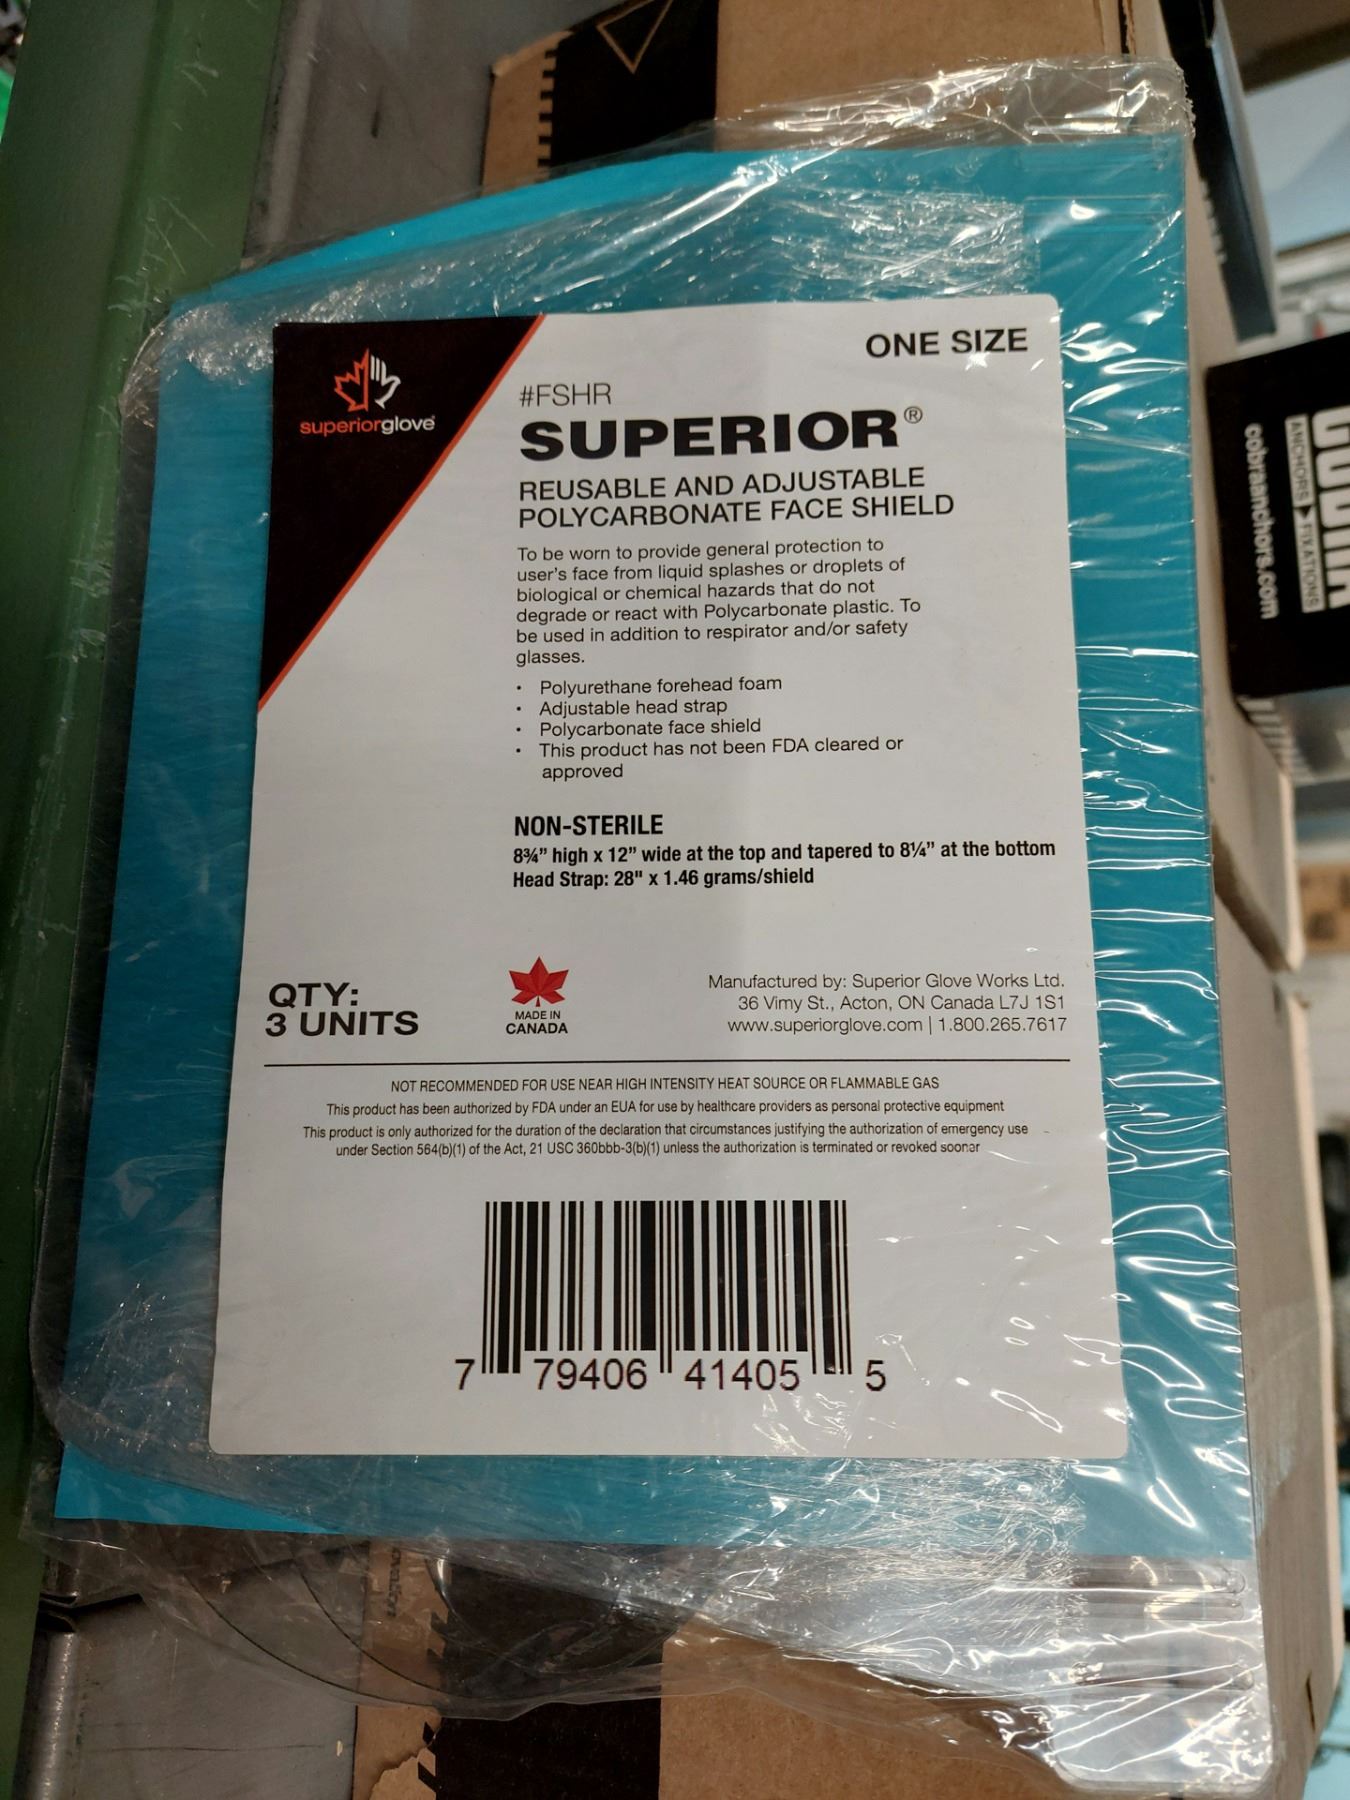 ONE SIZE
superiorglove®
#FSHR
SUPERIOR®
REUSABLE AND ADJUSTABLE
POLYCARBONATE FACE SHIELD
To be worn to provide general protection to
user's face from liquid splashes or droplets of
biological or chemical hazards that do not
degrade or react with Polycarbonate plastic. To
be used in addition to respirator and/or safety
glasses.
• Polyurethane forehead foam
• Adjustable head strap
• Polycarbonate face shield
• This product has not been FDA cleared or
approved
NON-STERILE
8¾” high x 12” wide at the top and tapered to 8¼” at the bottom
Head Strap: 28" x 1.46 grams/shield
QTY:
3 UNITS
MADE IN
CANADA
Manufactured by: Superior Glove Works Ltd.
36 Vimy St., Acton, ON Canada L7J 1S1
www.superiorglove.com | 1.800.265.7617
NOT RECOMMENDED FOR USE NEAR HIGH INTENSITY HEAT SOURCE OR FLAMMABLE GAS
This product has been authorized by FDA under an EUA for use by healthcare providers as personal protective equipment
This product is only authorized for the duration of the declaration that circumstances justifying the authorization of emergency use
under Section 564(b)(1) of the Act, 21 USC 360bbb-3(b)(1) unless the authorization is terminated or revoked sooner
7 79406 41405 5
ANCHORS FIXATIONS
cobraanchors.com